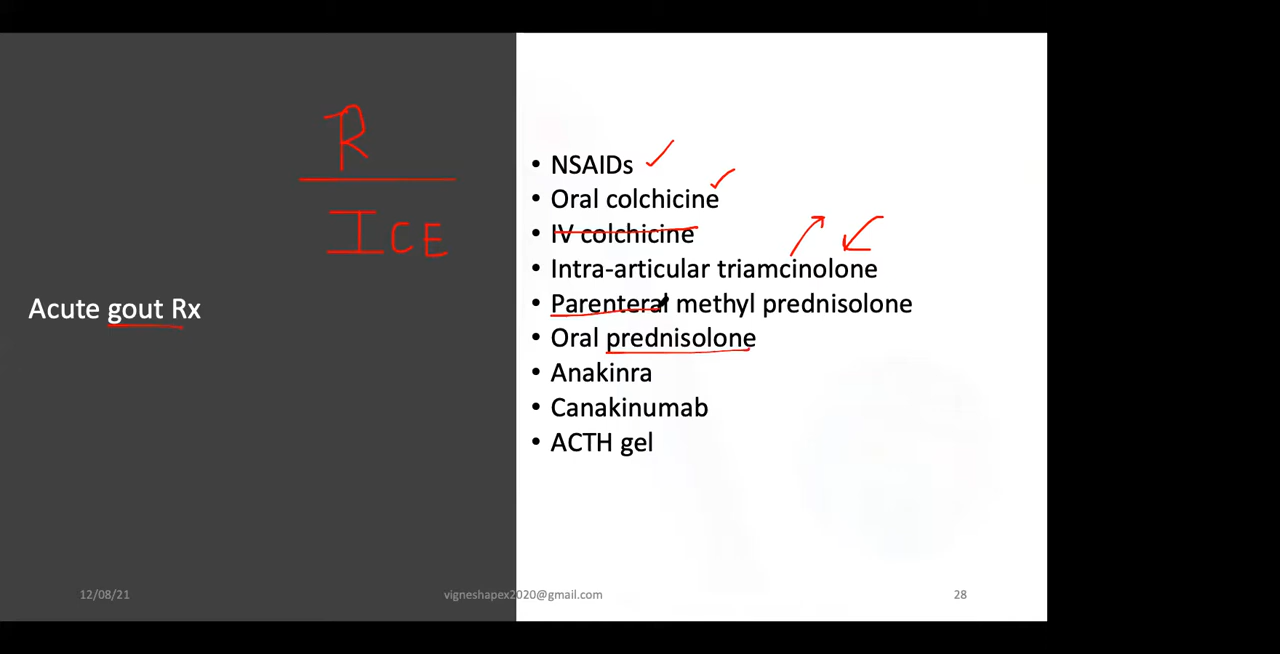 R
ICE
Acute gout Rx
• NSAIDs
• Oral colchicine
• IV colchicine
• Intra-articular triamcinolone
• Parenteral methyl prednisolone
• Oral prednisolone
• Anakinra
• Canakinumab
• ACTH gel
12/08/21
vigneshapex2020@gmail.com
28